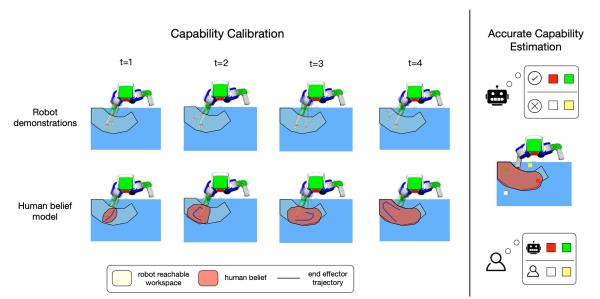 Capability Calibration
Accurate Capability
Estimation
t=1
t=2
t=3
t=4
Robot
demonstrations
Human belief
model
robot reachable
workspace
human belief
end effector
trajectory